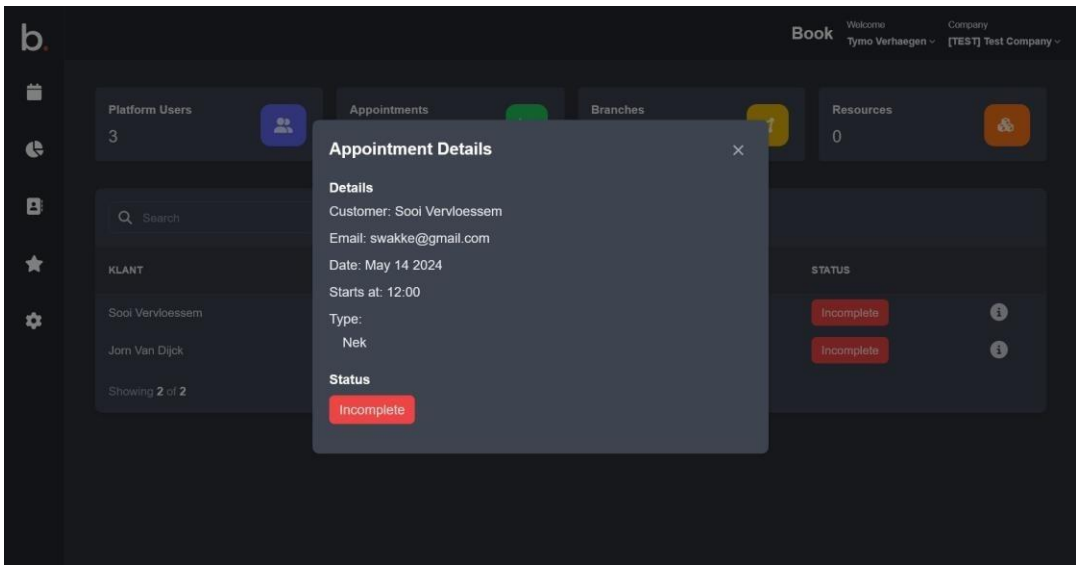 b.
Book
Welcome
Tymo Verhaegen
Company
[TEST] Test Company
Platform Users
3
Appointments
Branches
Resources
0
Appointment Details
Details
Customer: Sooi Vervloessem
Email: swakke@gmail.com
Date: May 14 2024
Starts at: 12:00
Type:
Nek
Status
Incomplete
Search
KLANT
STATUS
Sooi Vervloessem
Incomplete
Jorn Van Dijck
Incomplete
Showing 2 of 2